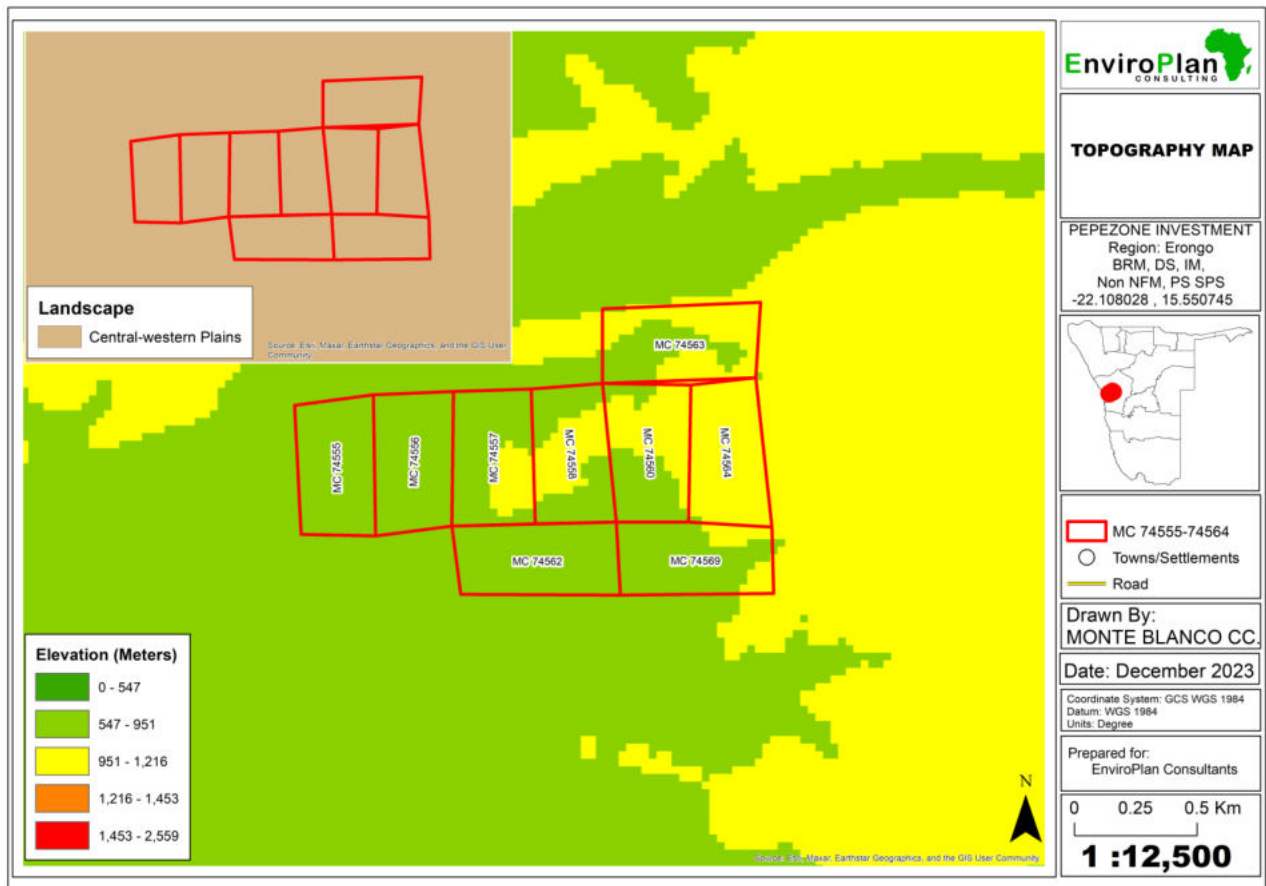 Landscape
Central-western Plains
Source: Esri, Maxar, Earthstar Geographics, and the GIS User
Community
MC 74563
MC 74555
MC 74556
MC 74557
MC 74558
MC 74560
MC 74564
MC 74562
MC 74569
Elevation (Meters)
0 - 547
547 - 951
951 - 1,216
1,216 - 1,453
1,453 - 2,559
N
Source: Esri, Maxar, Earthstar Geographics, and the GIS User Community
EnviroPlan
CONSULTING
TOPOGRAPHY MAP
PEPEZONE INVESTMENT
Region: Erongo
BRM, DS, IM,
Non NFM, PS SPS
-22.108028 , 15.550745
MC 74555-74564
Towns/Settlements
Road
Drawn By:
MONTE BLANCO CC.
Date: December 2023
Coordinate System: GCS WGS 1984
Datum: WGS 1984
Units: Degree
Prepared for:
EnviroPlan Consultants
0 0.25 0.5 Km
1 :12,500